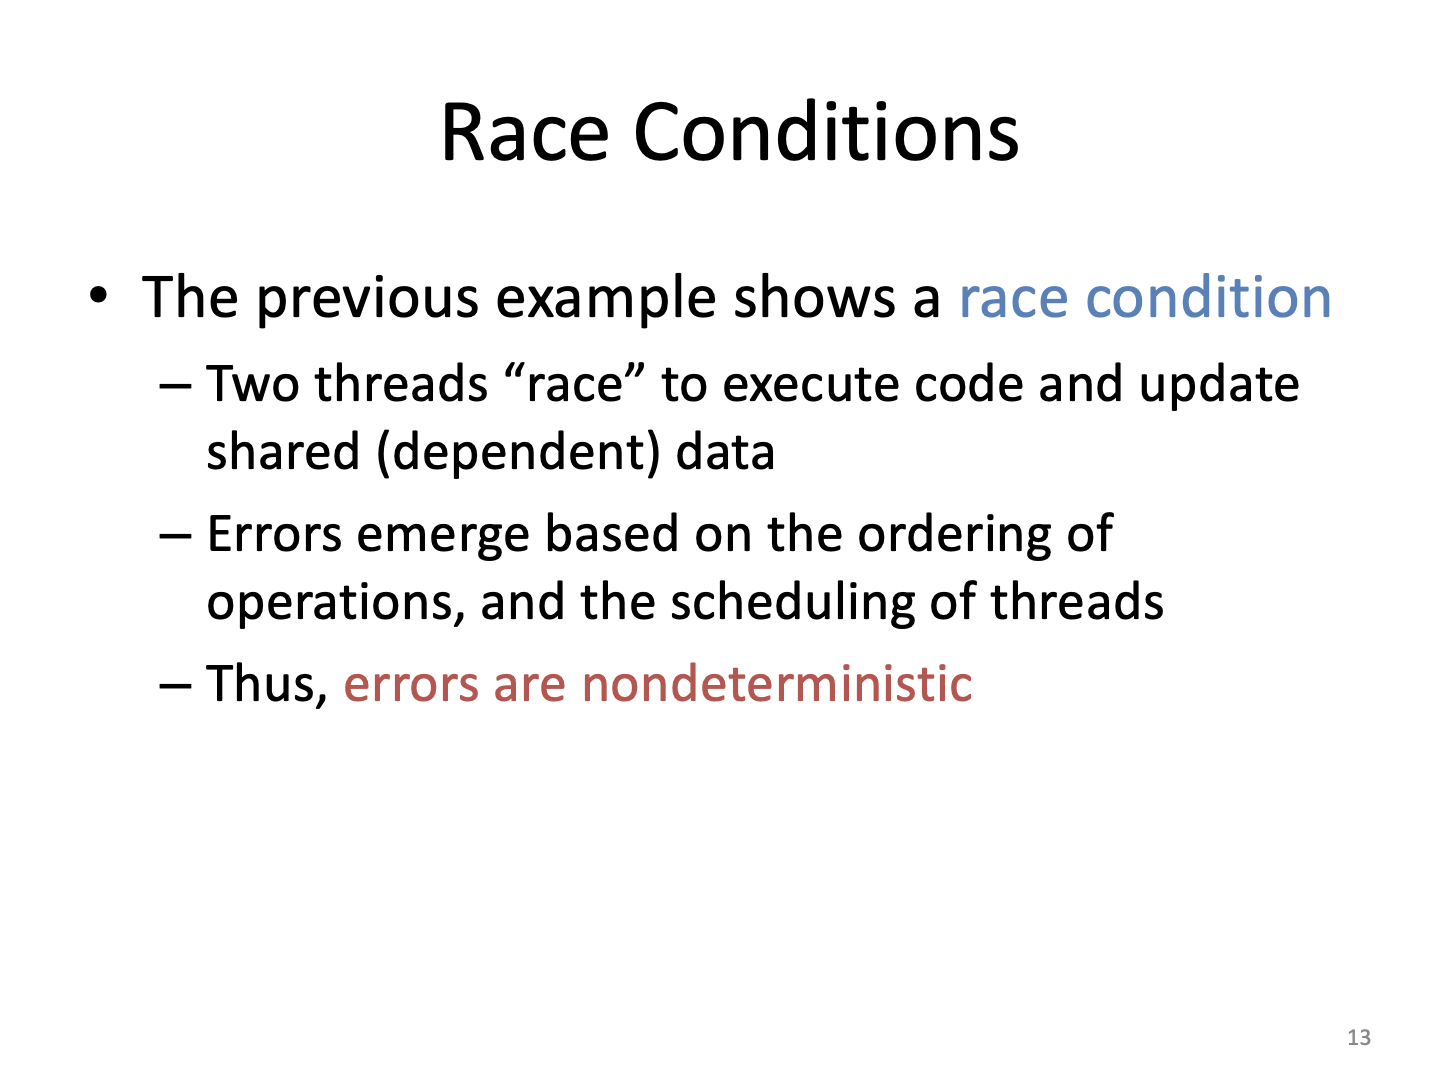 Race Conditions
• The previous example shows a race condition
– Two threads “race” to execute code and update
shared (dependent) data
– Errors emerge based on the ordering of
operations, and the scheduling of threads
– Thus, errors are nondeterministic
13